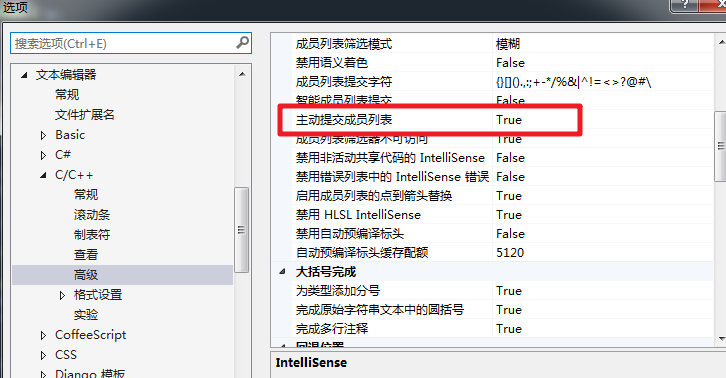 选项
搜索选项(Ctrl+E)
文本编辑器
常规
文件扩展名
Basic
C#
C/C++
常规
滚动条
制表符
查看
高级
格式设置
实验
CoffeeScript
CSS
Django 模板
成员列表筛选模式 模糊
禁用语义着色 False
成员列表提交字符 {}[]().,:;+-*/%&|^!=<>?@#\
智能成员列表提交 False
主动提交成员列表 True
成员列表筛选器不可访问 True
禁用非活动共享代码的 IntelliSense False
禁用错误列表中的 IntelliSense 错误 False
启用成员列表的点到箭头替换 True
禁用 HLSL IntelliSense True
禁用自动预编译标头 False
自动预编译标头缓存配额 5120
大括号完成
为类型添加分号 True
完成原始字符串文本中的圆括号 True
完成多行注释 True
回退位置
IntelliSense